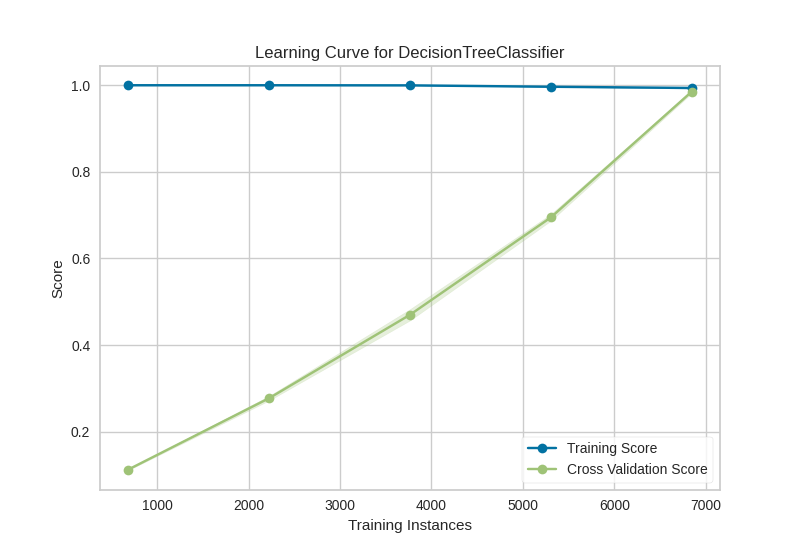 Learning Curve for DecisionTreeClassifier
1.0
0.8
0.6
0.4
0.2
Score
1000 2000 3000 4000 5000 6000 7000
Training Instances
Training Score
Cross Validation Score